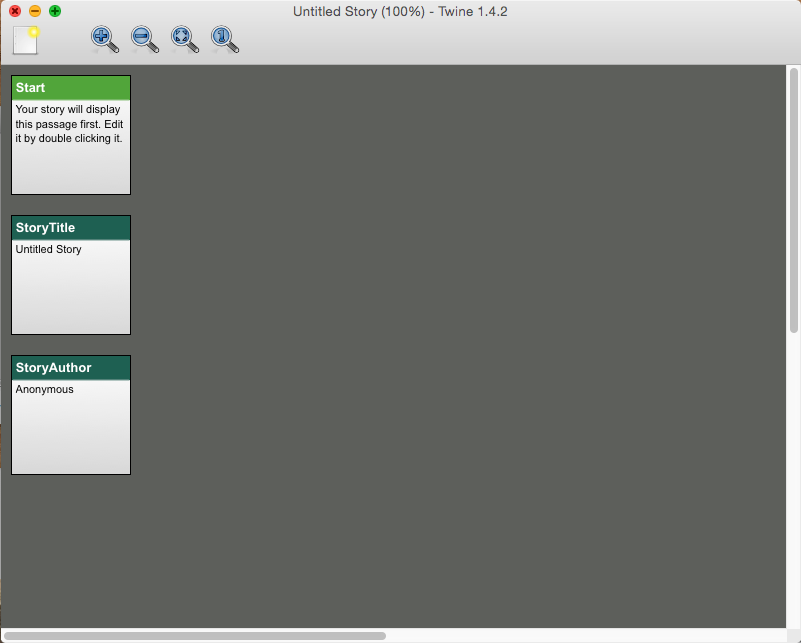 Untitled Story (100%) - Twine 1.4.2
1
Start
Your story will display
this passage first. Edit
it by double clicking it.
StoryTitle
Untitled Story
StoryAuthor
Anonymous